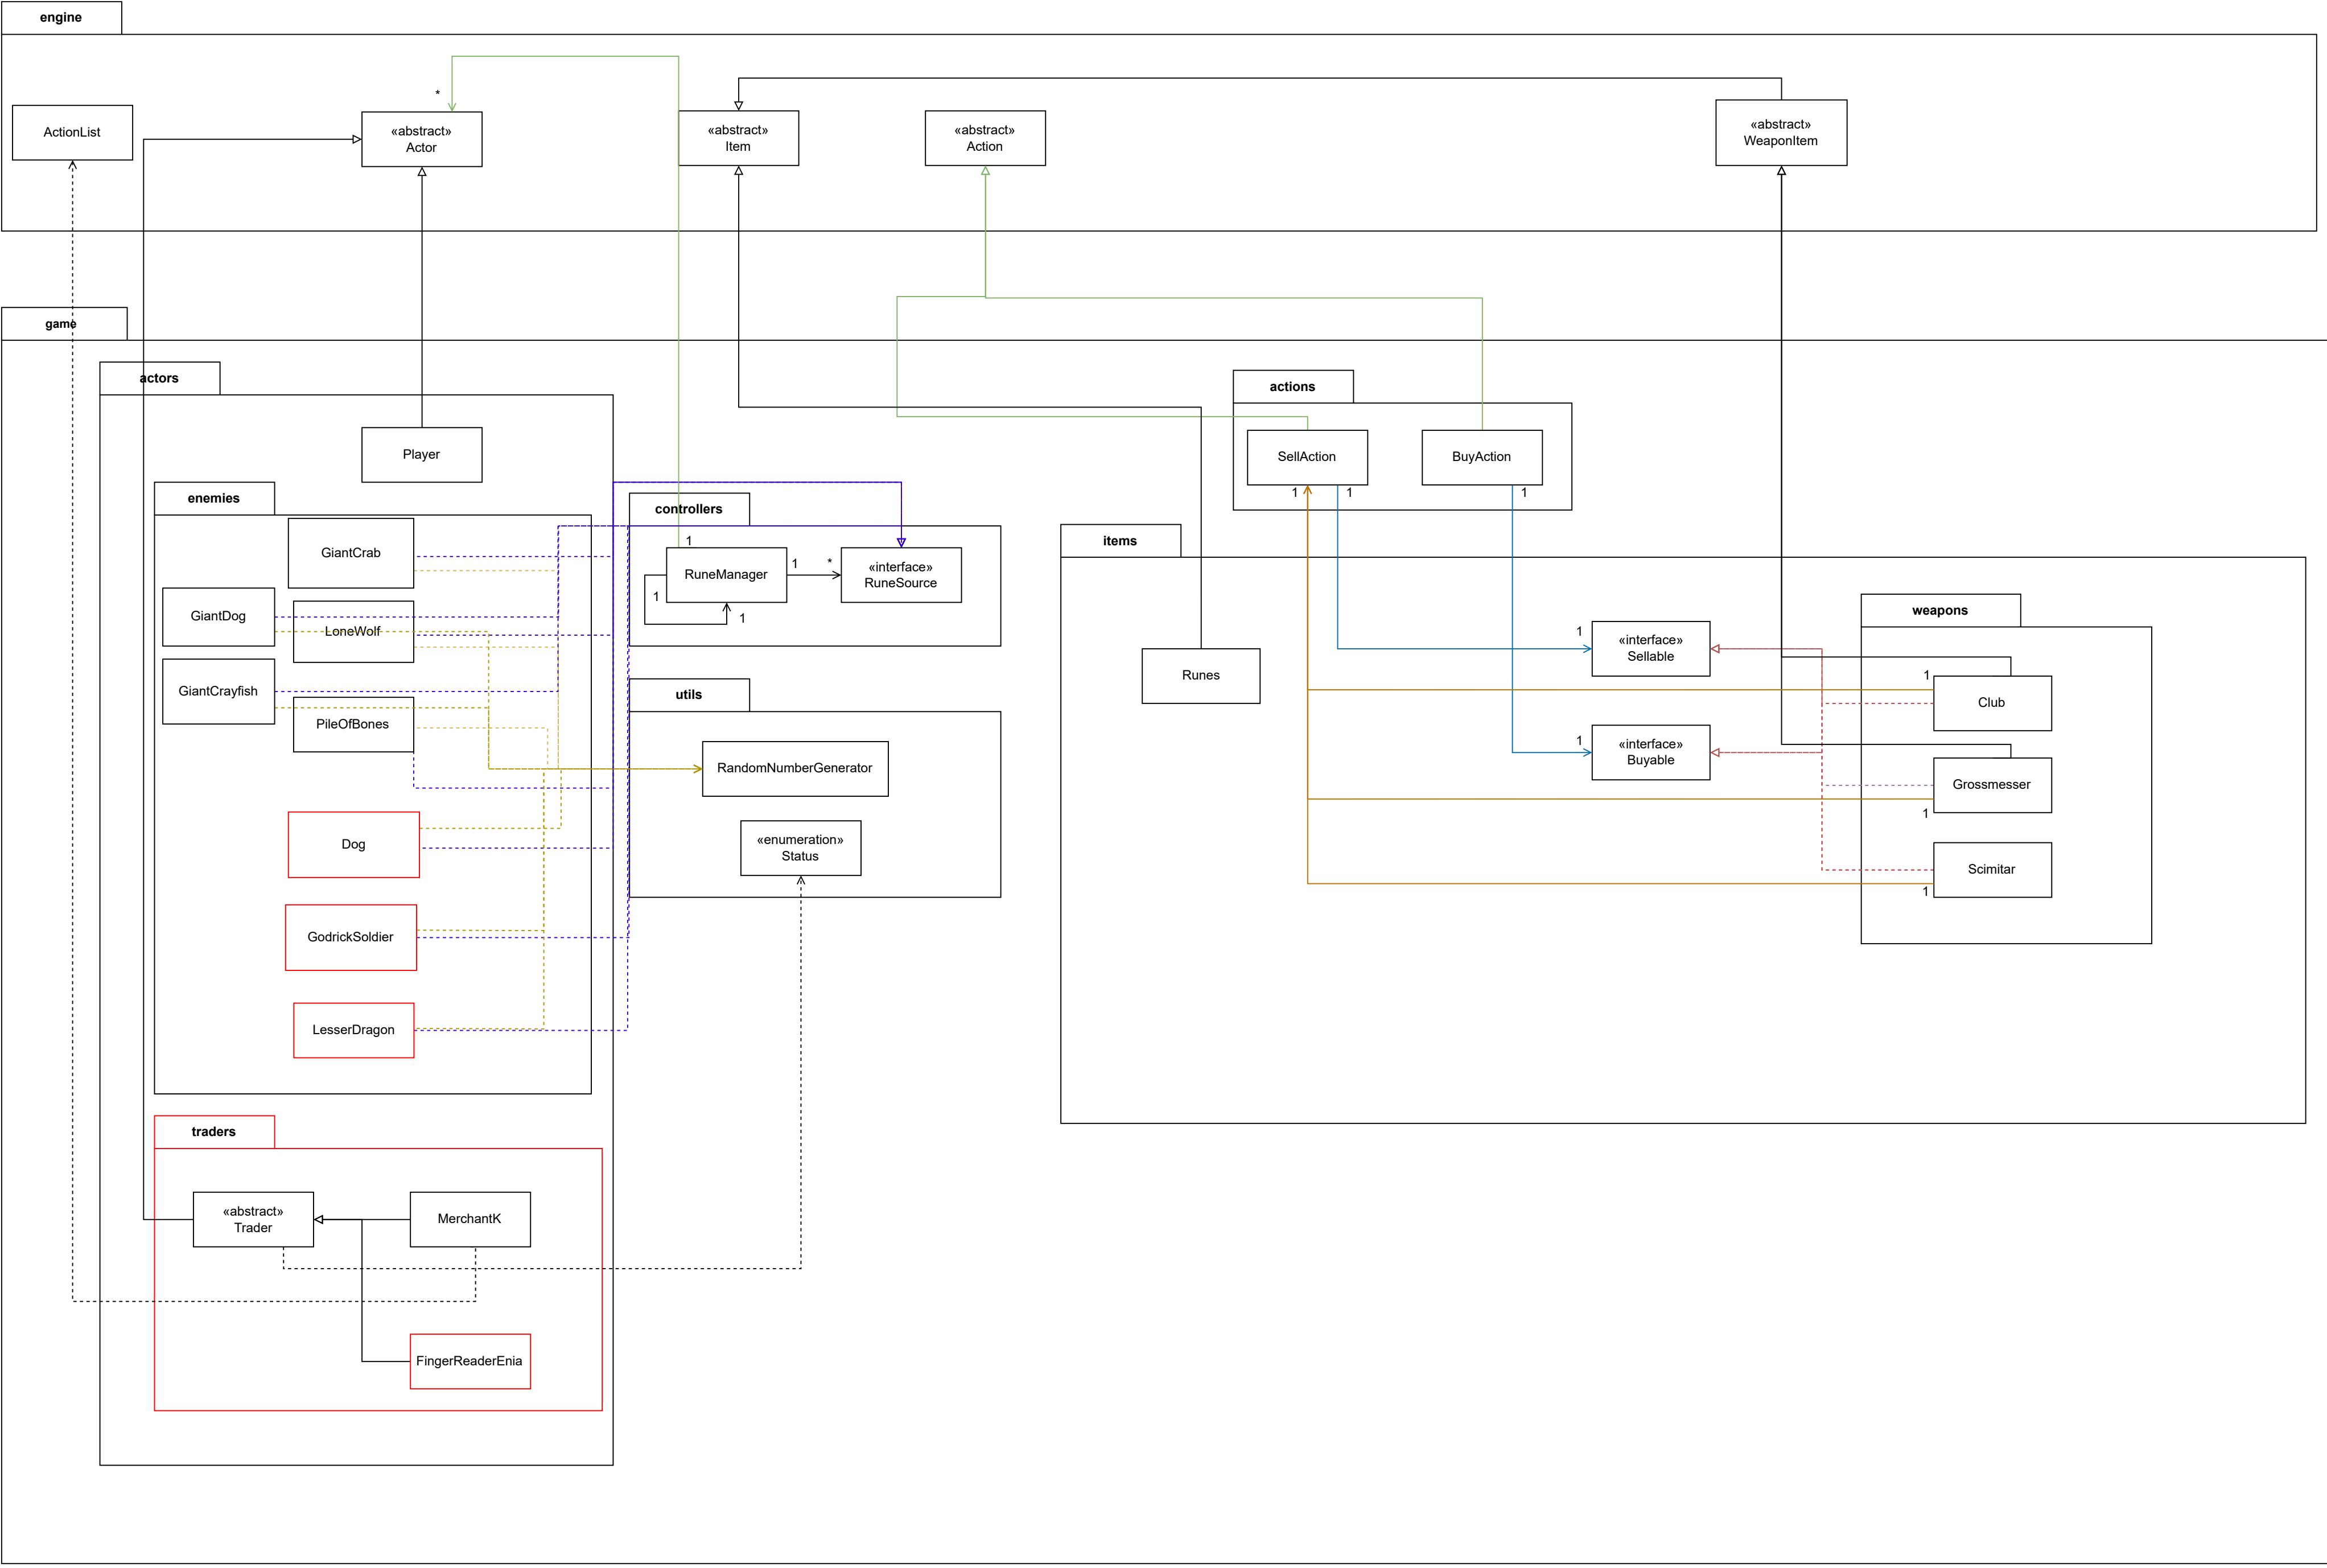 engine
*
ActionList
«abstract»
Actor
«abstract»
Item
«abstract»
Action
«abstract»
WeaponItem
game
actors
Player
enemies
GiantCrab
GiantDog
LoneWolf
GiantCrayfish
PileOfBones
Dog
GodrickSoldier
LesserDragon
traders
«abstract»
Trader
MerchantK
FingerReaderEnia
controllers
1
RuneManager
1
*
«interface»
RuneSource
1
1
utils
RandomNumberGenerator
«enumeration»
Status
actions
SellAction
BuyAction
1
1
1
items
Runes
1
«interface»
Sellable
1
«interface»
Buyable
weapons
1
Club
Grossmesser
1
Scimitar
1